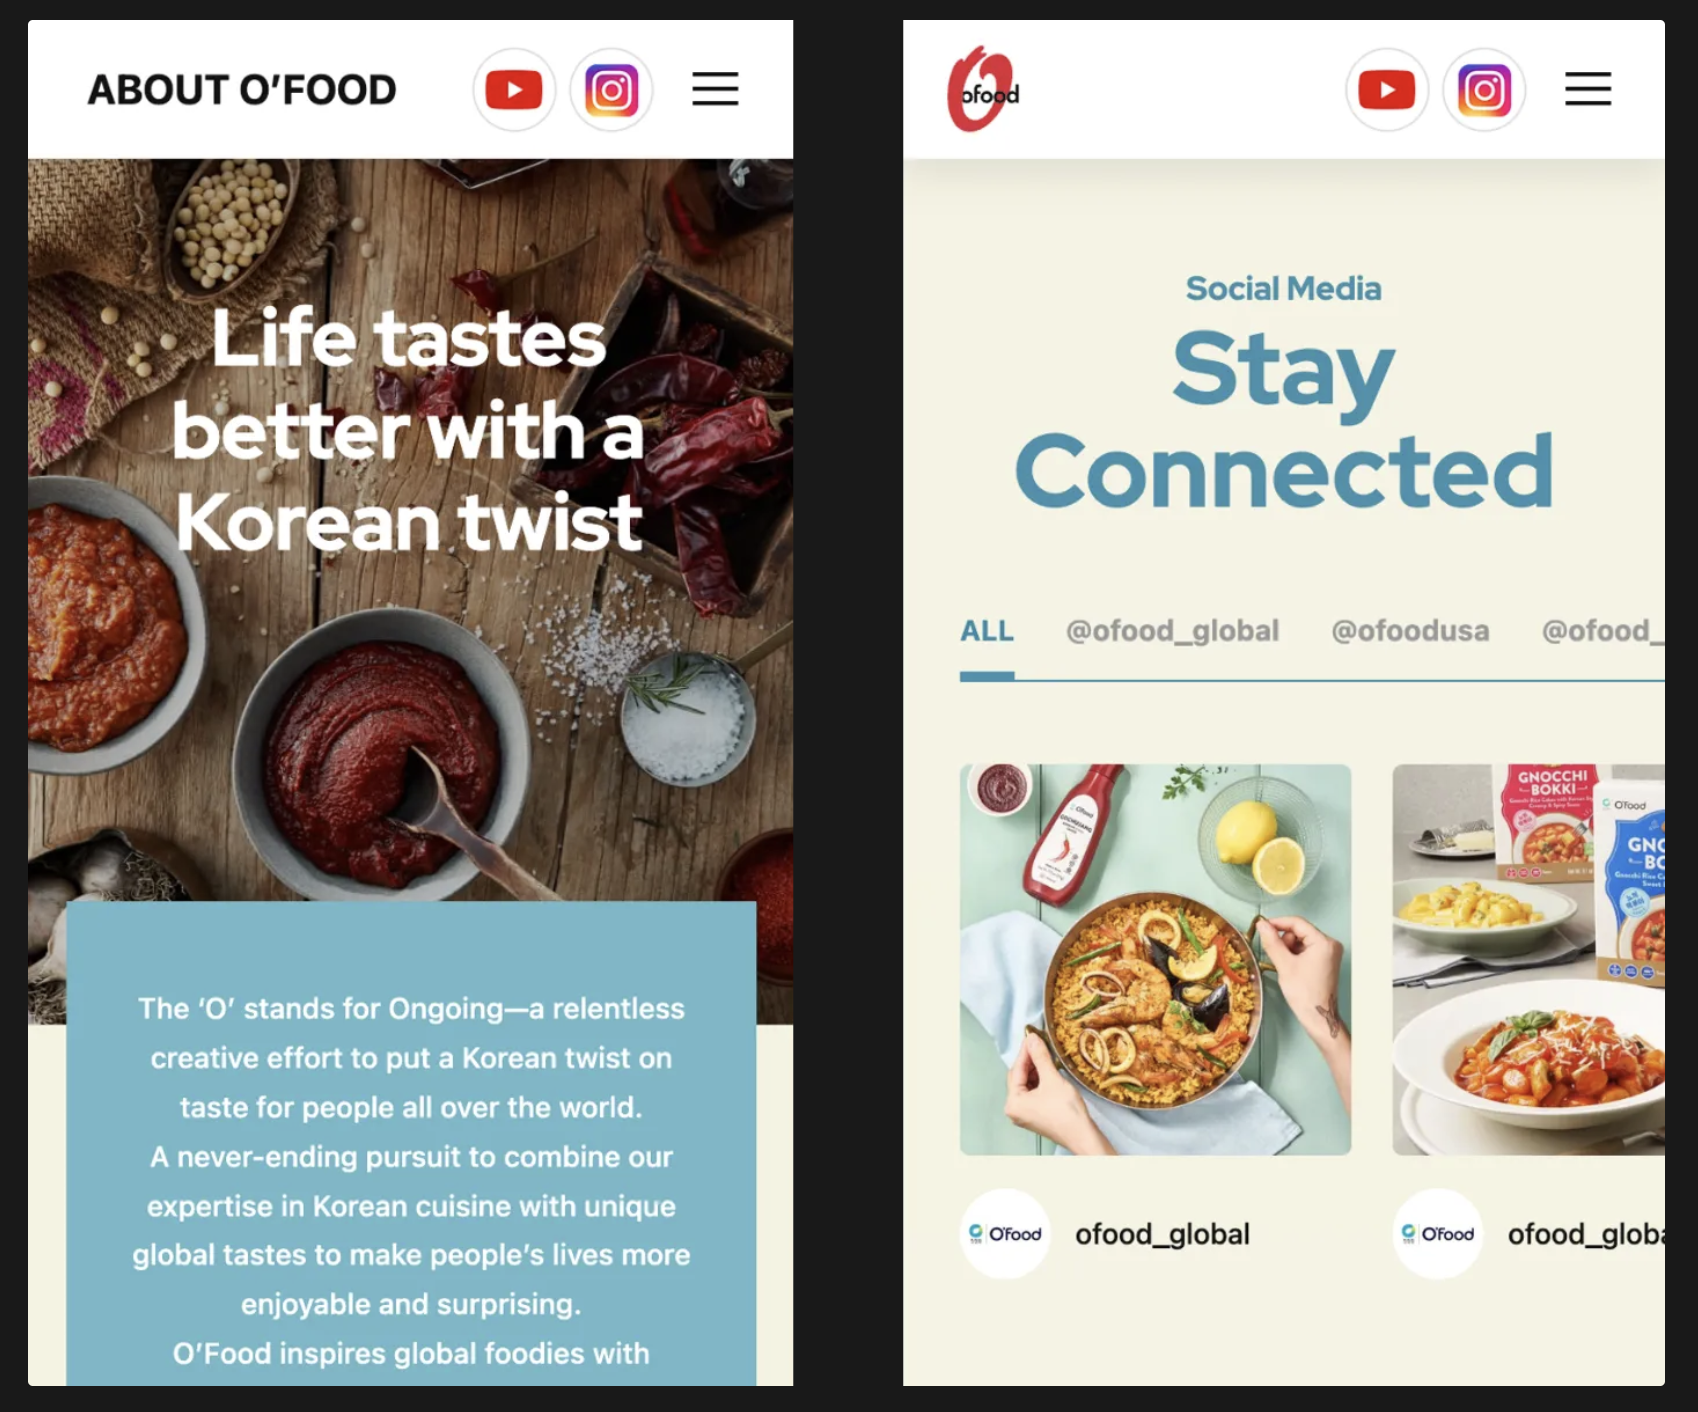 ABOUT O’FOOD
Life tastes
better with a
Korean twist
The ‘O’ stands for Ongoing—a relentless
creative effort to put a Korean twist on
taste for people all over the world.
A never-ending pursuit to combine our
expertise in Korean cuisine with unique
global tastes to make people’s lives more
enjoyable and surprising.
O’Food inspires global foodies with
ofood
Social Media
Stay
Connected
ALL @ofood_global @ofoodusa @ofood_
O'Food
GOCHUJANG
GNOCCHI
BOKKI
O'Food
GNO
BO
O'Food ofood_global
O'Food ofood_globa